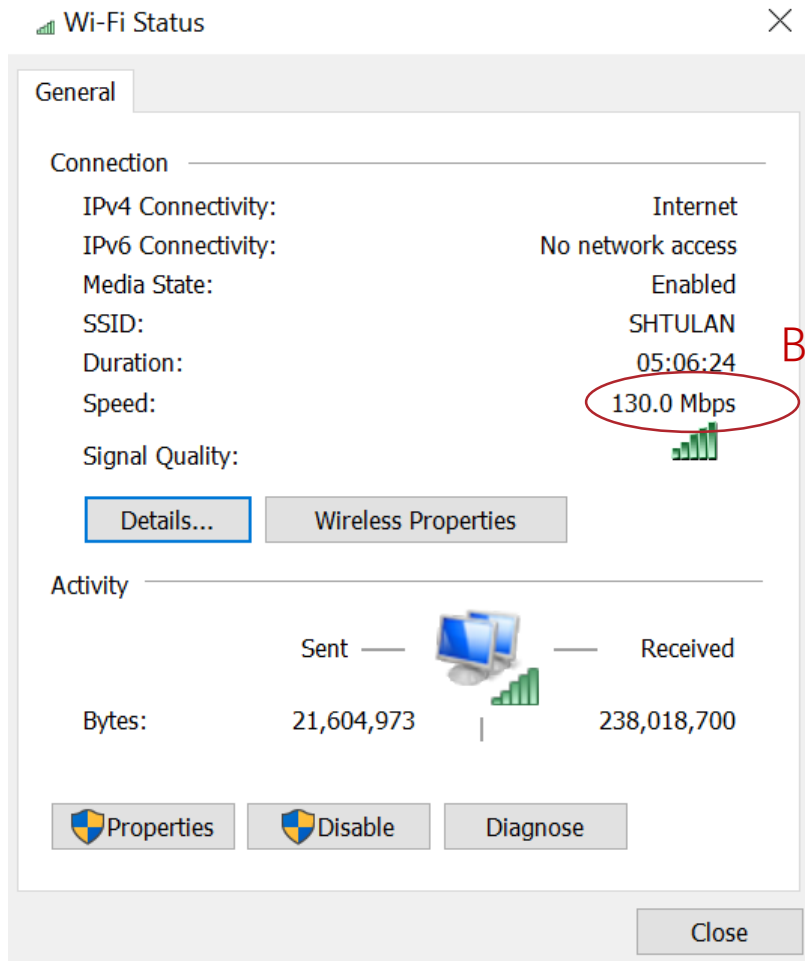 Wi-Fi Status
General
Connection
IPv4 Connectivity: Internet
IPv6 Connectivity: No network access
Media State: Enabled
SSID: SHTULAN
Duration: 05:06:24
B
Speed: 130.0 Mbps
Signal Quality:
Details... Wireless Properties
Activity
Sent Received
Bytes: 21,604,973 238,018,700
Properties Disable Diagnose
Close